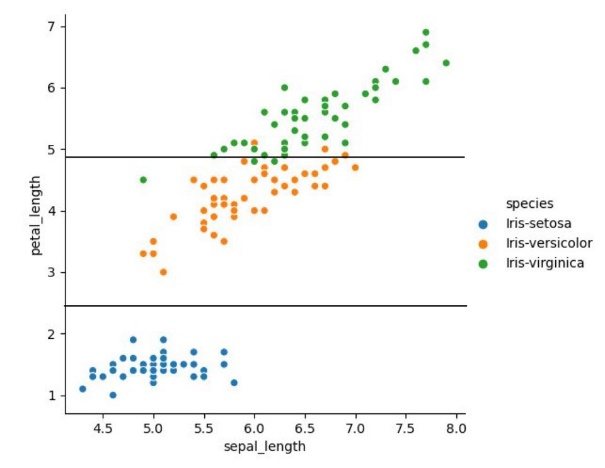 7
6
5
4
3
2
1
petal_length
4.5 5.0 5.5 6.0 6.5 7.0 7.5 8.0
sepal_length
species
Iris-setosa
Iris-versicolor
Iris-virginica